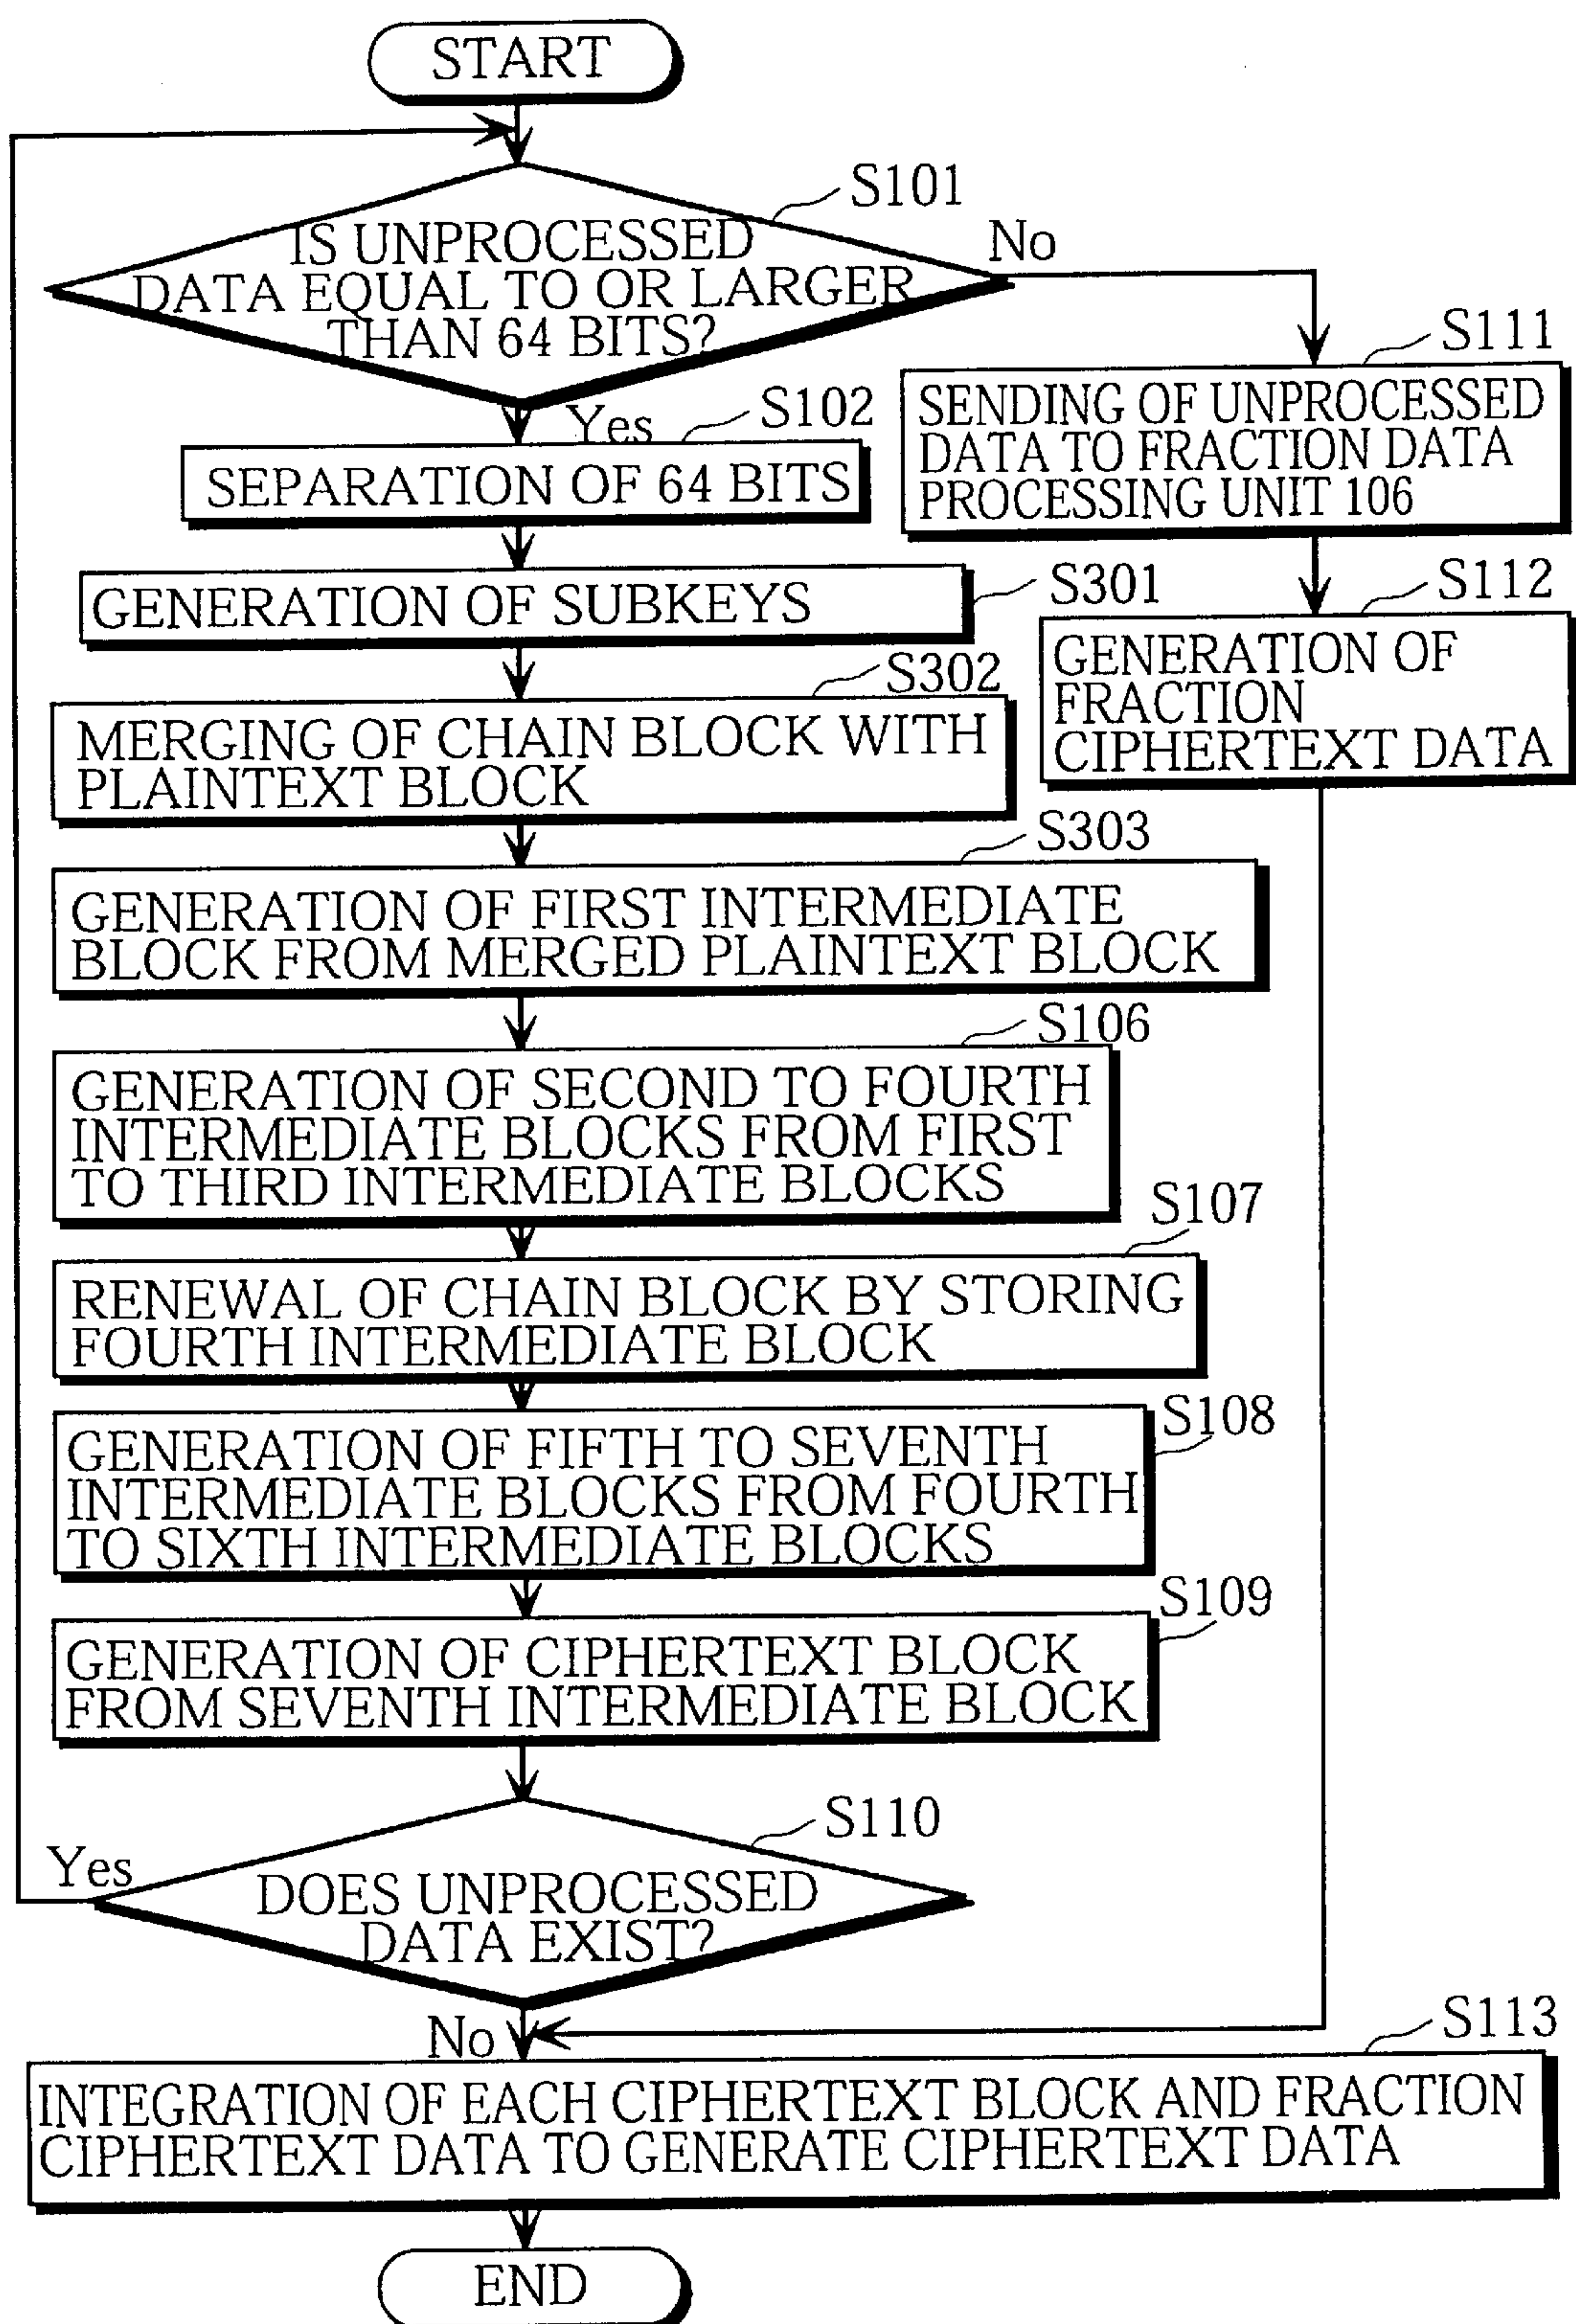 START
S101
IS UNPROCESSED
DATA EQUAL TO OR LARGER
THAN 64 BITS?
No
Yes
S102
SEPARATION OF 64 BITS
S111
SENDING OF UNPROCESSED
DATA TO FRACTION DATA
PROCESSING UNIT 106
GENERATION OF SUBKEYS
S301
S112
GENERATION OF
FRACTION
CIPHERTEXT DATA
S302
MERGING OF CHAIN BLOCK WITH
PLAINTEXT BLOCK
S303
GENERATION OF FIRST INTERMEDIATE
BLOCK FROM MERGED PLAINTEXT BLOCK
S106
GENERATION OF SECOND TO FOURTH
INTERMEDIATE BLOCKS FROM FIRST
TO THIRD INTERMEDIATE BLOCKS
S107
RENEWAL OF CHAIN BLOCK BY STORING
FOURTH INTERMEDIATE BLOCK
S108
GENERATION OF FIFTH TO SEVENTH
INTERMEDIATE BLOCKS FROM FOURTH
TO SIXTH INTERMEDIATE BLOCKS
S109
GENERATION OF CIPHERTEXT BLOCK
FROM SEVENTH INTERMEDIATE BLOCK
S110
Yes
DOES UNPROCESSED
DATA EXIST?
No
S113
INTEGRATION OF EACH CIPHERTEXT BLOCK AND FRACTION
CIPHERTEXT DATA TO GENERATE CIPHERTEXT DATA
END